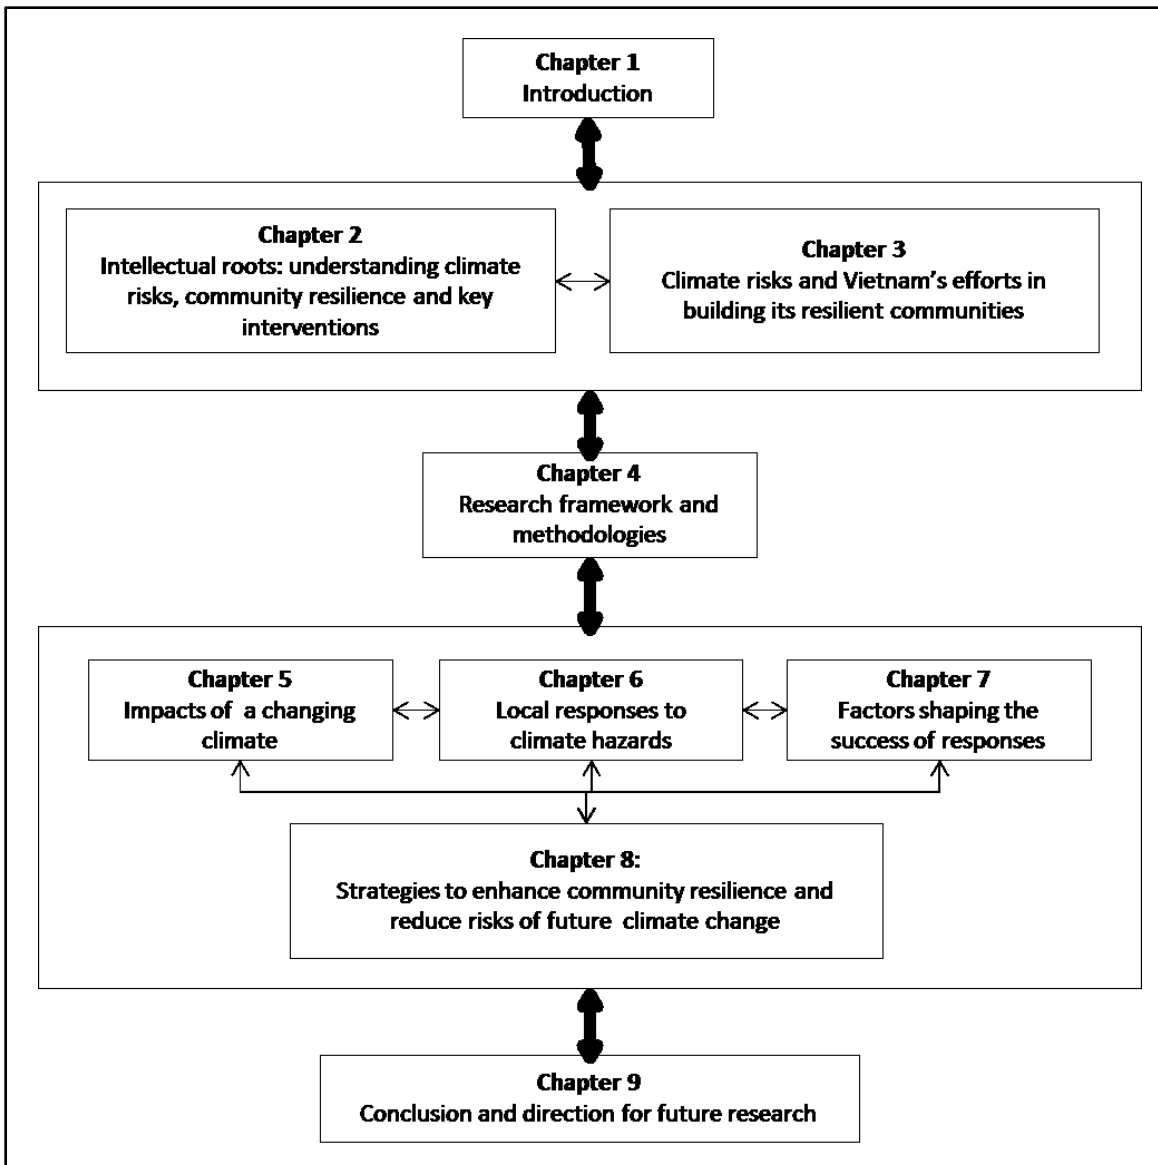 Chapter 1
Introduction
Chapter 2
Intellectual roots: understanding climate
risks, community resilience and key
interventions
Chapter 3
Climate risks and Vietnam's efforts in
building its resilient communities
Chapter 4
Research framework and
methodologies
Chapter 5
Impacts of a changing
climate
Chapter 6
Local responses to
climate hazards
Chapter 7
Factors shaping the
success of responses
Chapter 8:
Strategies to enhance community resilience and
reduce risks of future climate change
Chapter 9
Conclusion and direction for future research